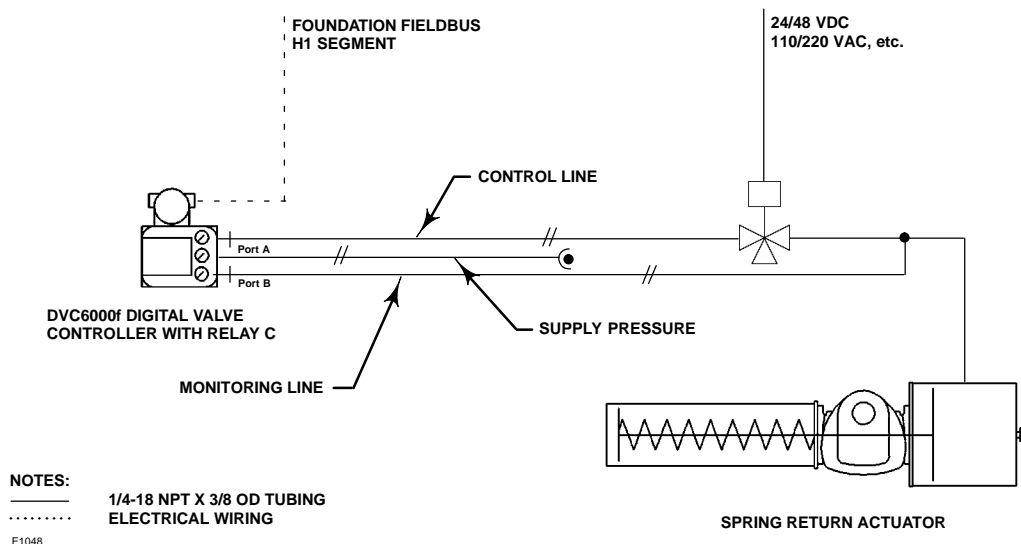 FOUNDATION FIELDBUS
H1 SEGMENT
24/48 VDC
110/220 VAC, etc.
CONTROL LINE
Port A
Port B
DVC6000f DIGITAL VALVE
CONTROLLER WITH RELAY C
SUPPLY PRESSURE
MONITORING LINE
NOTES:
1/4-18 NPT X 3/8 OD TUBING
ELECTRICAL WIRING
E1048
SPRING RETURN ACTUATOR